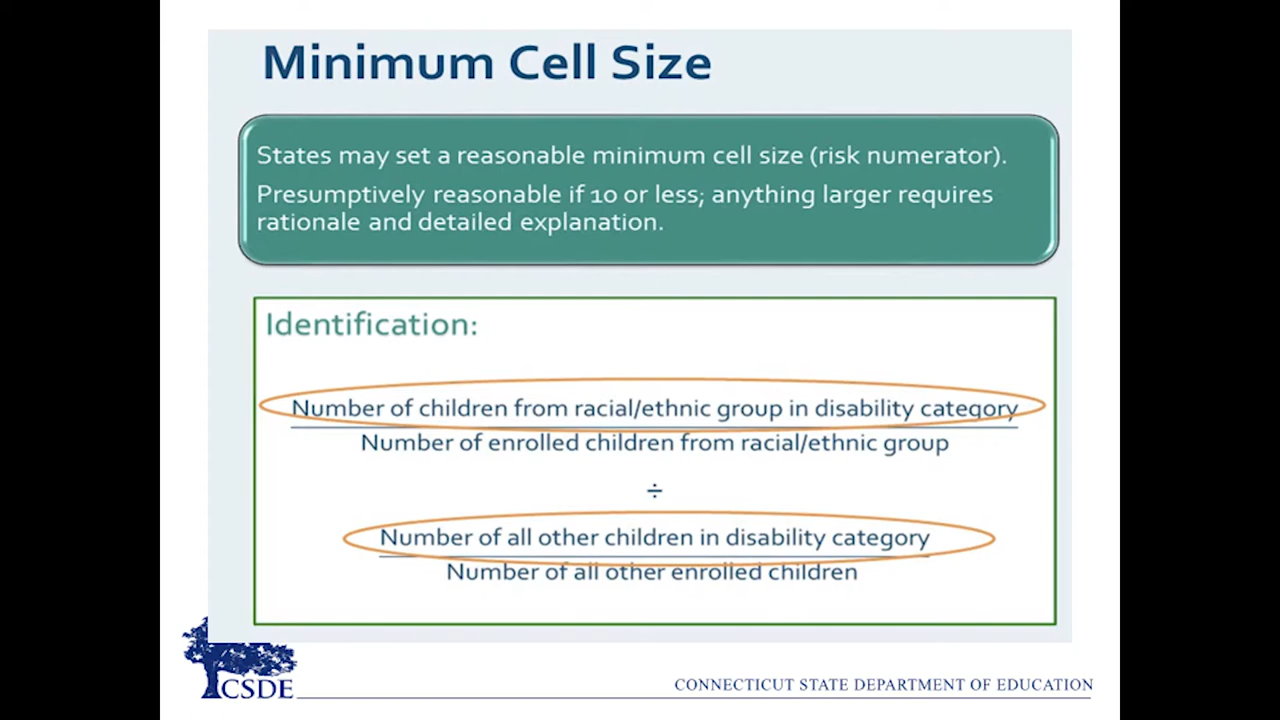 Minimum Cell Size
States may set a reasonable minimum cell size (risk numerator).
Presumptively reasonable if 10 or less; anything larger requires
rationale and detailed explanation.
Identification:
Number of children from racial/ethnic group in disability category
Number of enrolled children from racial/ethnic group
÷
Number of all other children in disability category
Number of all other enrolled children
CSDE
CONNECTICUT STATE DEPARTMENT OF EDUCATION